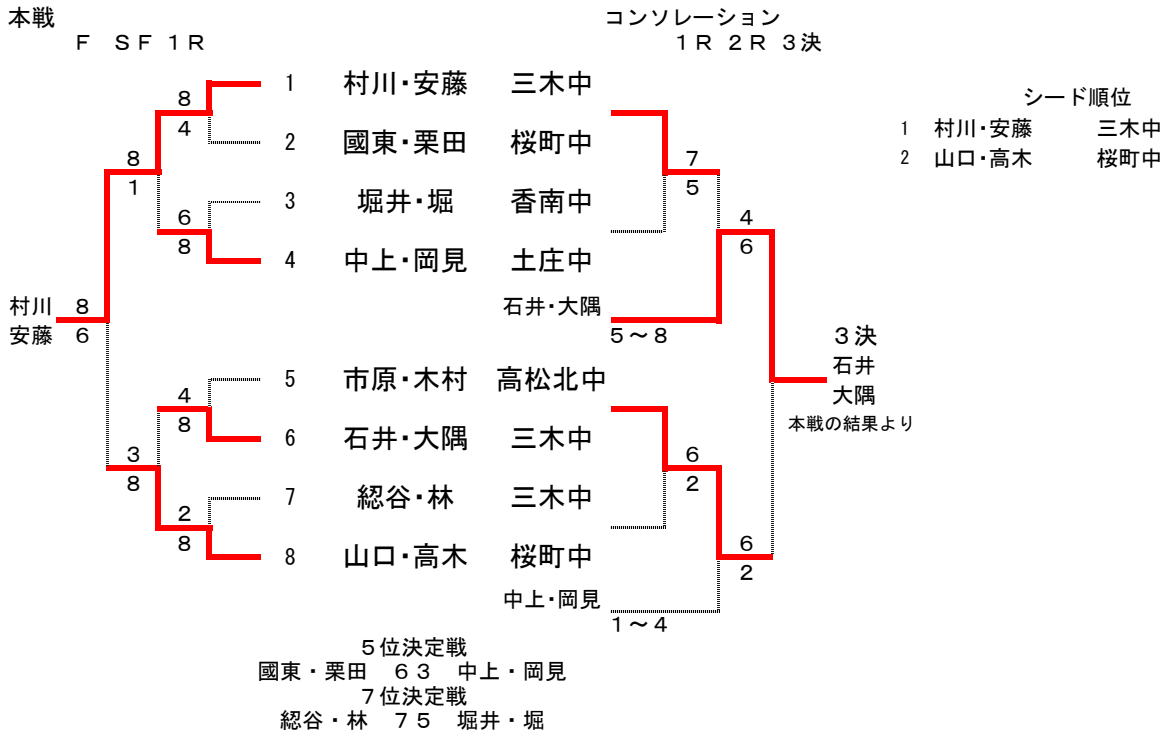 本戦
F SF 1R
コンソレーション
1R 2R 3決
シード順位
1 村川・安藤 三木中
2 山口・高木 桜町中
1 村川・安藤 三木中
2 國東・栗田 桜町中
3 堀井・堀 香南中
4 中上・岡見 土庄中
5 市原・木村 高松北中
6 石井・大隅 三木中
7 綛谷・林 三木中
8 山口・高木 桜町中
8
4
8
1
6
8
村川 8
安藤 6
4
8
3
8
2
8
7
5
4
6
石井・大隅
5～8
3決
石井
大隅
本戦の結果より
6
2
6
2
中上・岡見
1～4
5位決定戦
國東・栗田 63 中上・岡見
7位決定戦
綛谷・林 75 堀井・堀